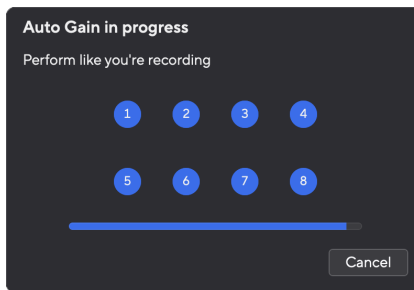 Auto Gain in progress
Perform like you're recording
1 2 3 4
5 6 7 8
Cancel